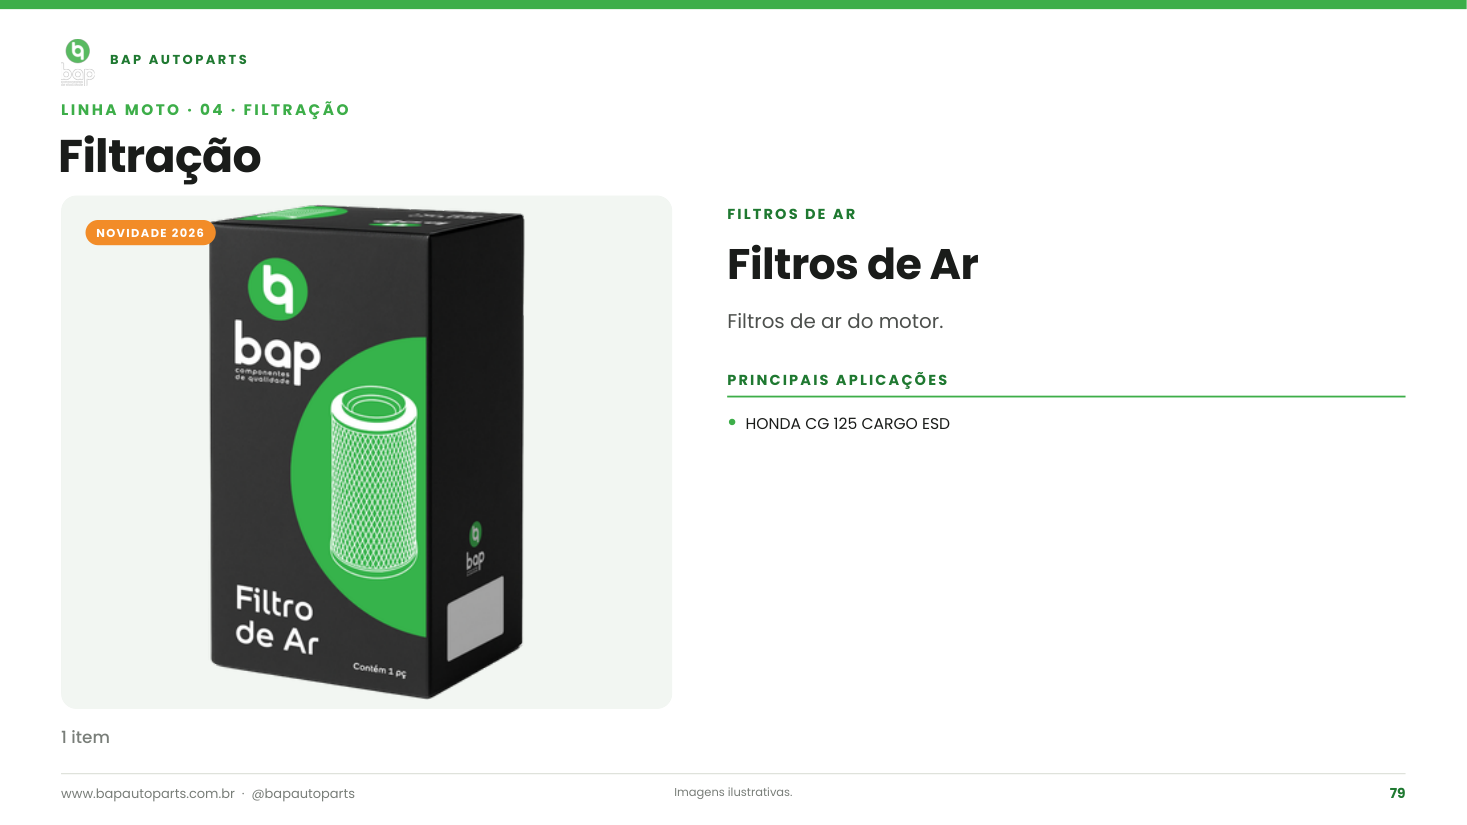 bap
BAP AUTOPARTS
LINHA MOTO · 04 · FILTRAÇÃO
Filtração
NOVIDADE 2026
bap
componentes
de qualidade
Filtro
de Ar
Contém 1 pç
bap
1 item
FILTROS DE AR
Filtros de Ar
Filtros de ar do motor.
PRINCIPAIS APLICAÇÕES
• HONDA CG 125 CARGO ESD
www.bapautoparts.com.br · @bapautoparts
Imagens ilustrativas.
79